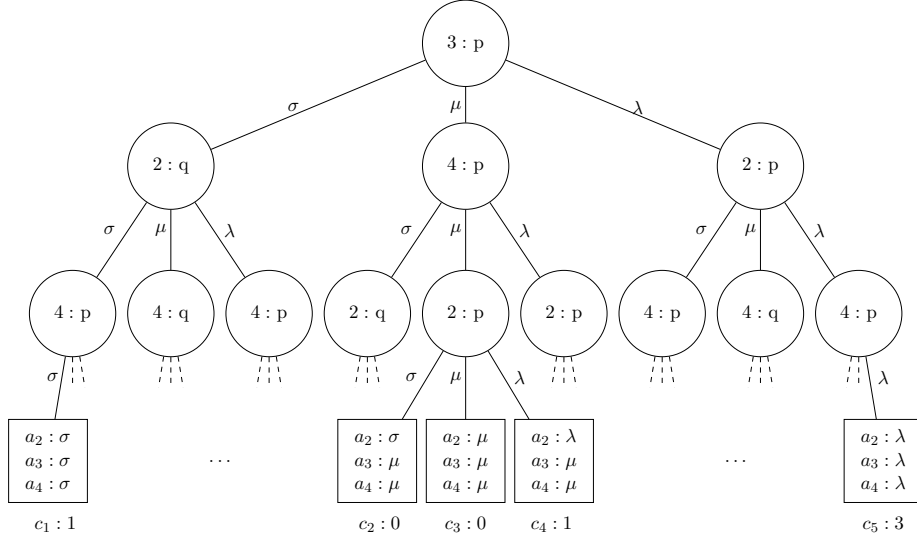 3 : p
σ μ λ
2 : q 4 : p 2 : p
σ μ λ σ μ λ σ μ λ
4 : p 4 : q 4 : p 2 : q 2 : p 2 : p 4 : p 4 : q 4 : p
σ σ μ λ λ
a₂ : σ a₂ : σ a₂ : μ a₂ : λ a₂ : λ
a₃ : σ ... a₃ : μ a₃ : μ a₃ : μ ... a₃ : λ
a₄ : σ a₄ : μ a₄ : μ a₄ : μ a₄ : λ
c₁ : 1 c₂ : 0 c₃ : 0 c₄ : 1 c₅ : 3